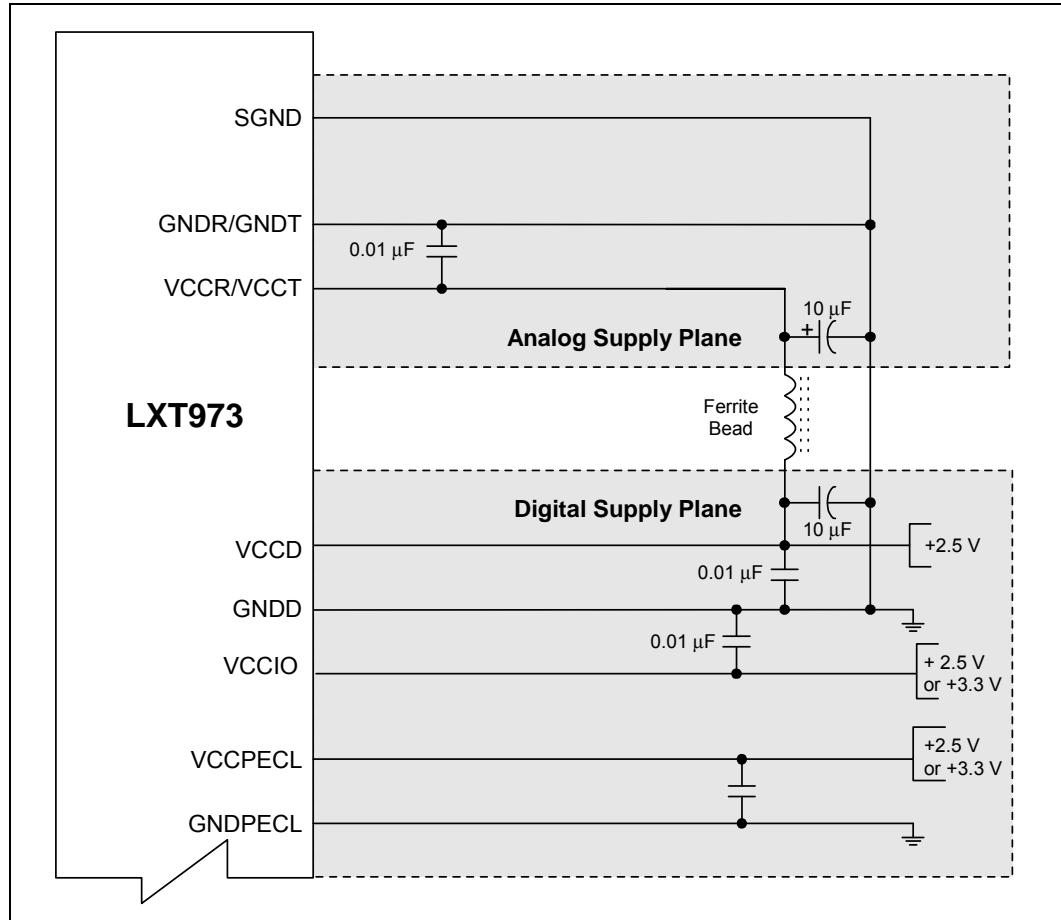 SGND
GNDR/GNDT
0.01 μF
VCCR/VCCT
10 μF
+
Analog Supply Plane
LXT973
Ferrite
Bead
Digital Supply Plane
10 μF
VCCD
+2.5 V
0.01 μF
GNDD
0.01 μF
VCCIO
+ 2.5 V
or +3.3 V
VCCPECL
+2.5 V
or +3.3 V
GNDPECL